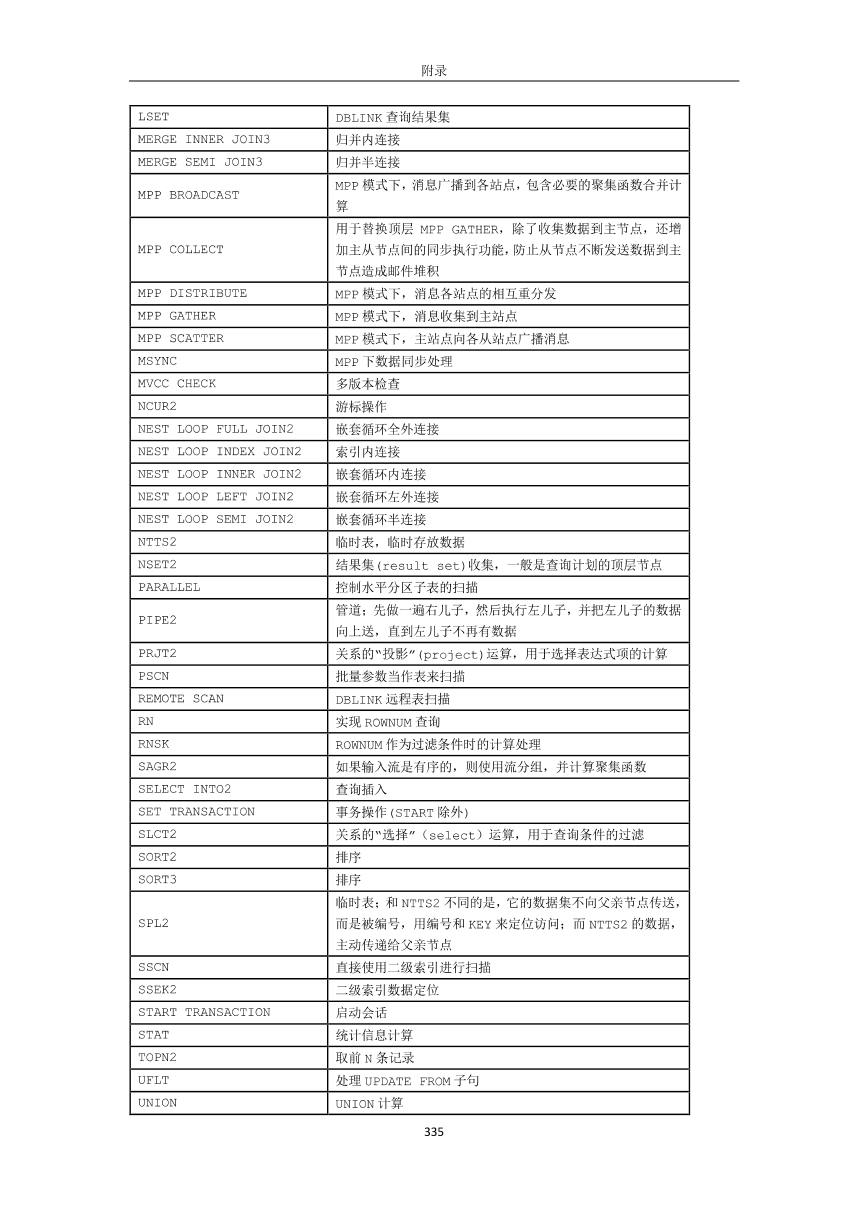 附录
LSET
DBLINK 查询结果集
MERGE INNER JOIN3
归并内连接
MERGE SEMI JOIN3
归并半连接
MPP BROADCAST
MPP 模式下，消息广播到各站点，包含必要的聚集函数合并计
算
MPP COLLECT
用于替换顶层 MPP GATHER，除了收集数据到主节点，还增
加主从节点间的同步执行功能，防止从节点不断发送数据到主
节点造成邮件堆积
MPP DISTRIBUTE
MPP 模式下，消息各站点的相互重分发
MPP GATHER
MPP 模式下，消息收集到主站点
MPP SCATTER
MPP 模式下，主站点向各从站点广播消息
MSYNC
MPP 下数据同步处理
MVCC CHECK
多版本检查
NCUR2
游标操作
NEST LOOP FULL JOIN2
嵌套循环全外连接
NEST LOOP INDEX JOIN2
索引内连接
NEST LOOP INNER JOIN2
嵌套循环内连接
NEST LOOP LEFT JOIN2
嵌套循环左外连接
NEST LOOP SEMI JOIN2
嵌套循环半连接
NTTS2
临时表，临时存放数据
NSET2
结果集(result set)收集，一般是查询计划的顶层节点
PARALLEL
控制水平分区子表的扫描
PIPE2
管道；先做一遍右儿子，然后执行左儿子，并把左儿子的数据
向上送，直到左儿子不再有数据
PRJT2
关系的“投影”(project)运算，用于选择表达式项的计算
PSCN
批量参数当作表来扫描
REMOTE SCAN
DBLINK 远程表扫描
RN
实现 ROWNUM 查询
RNSK
ROWNUM 作为过滤条件时的计算处理
SAGR2
如果输入流是有序的，则使用流分组，并计算聚集函数
SELECT INTO2
查询插入
SET TRANSACTION
事务操作(START 除外)
SLCT2
关系的“选择”（select）运算，用于查询条件的过滤
SORT2
排序
SORT3
排序
SPL2
临时表；和 NTTS2 不同的是，它的数据集不向父亲节点传送，
而是被编号，用编号和 KEY 来定位访问；而 NTTS2 的数据，
主动传递给父亲节点
SSCN
直接使用二级索引进行扫描
SSEK2
二级索引数据定位
START TRANSACTION
启动会话
STAT
统计信息计算
TOPN2
取前 N 条记录
UFLT
处理 UPDATE FROM 子句
UNION
UNION 计算
335